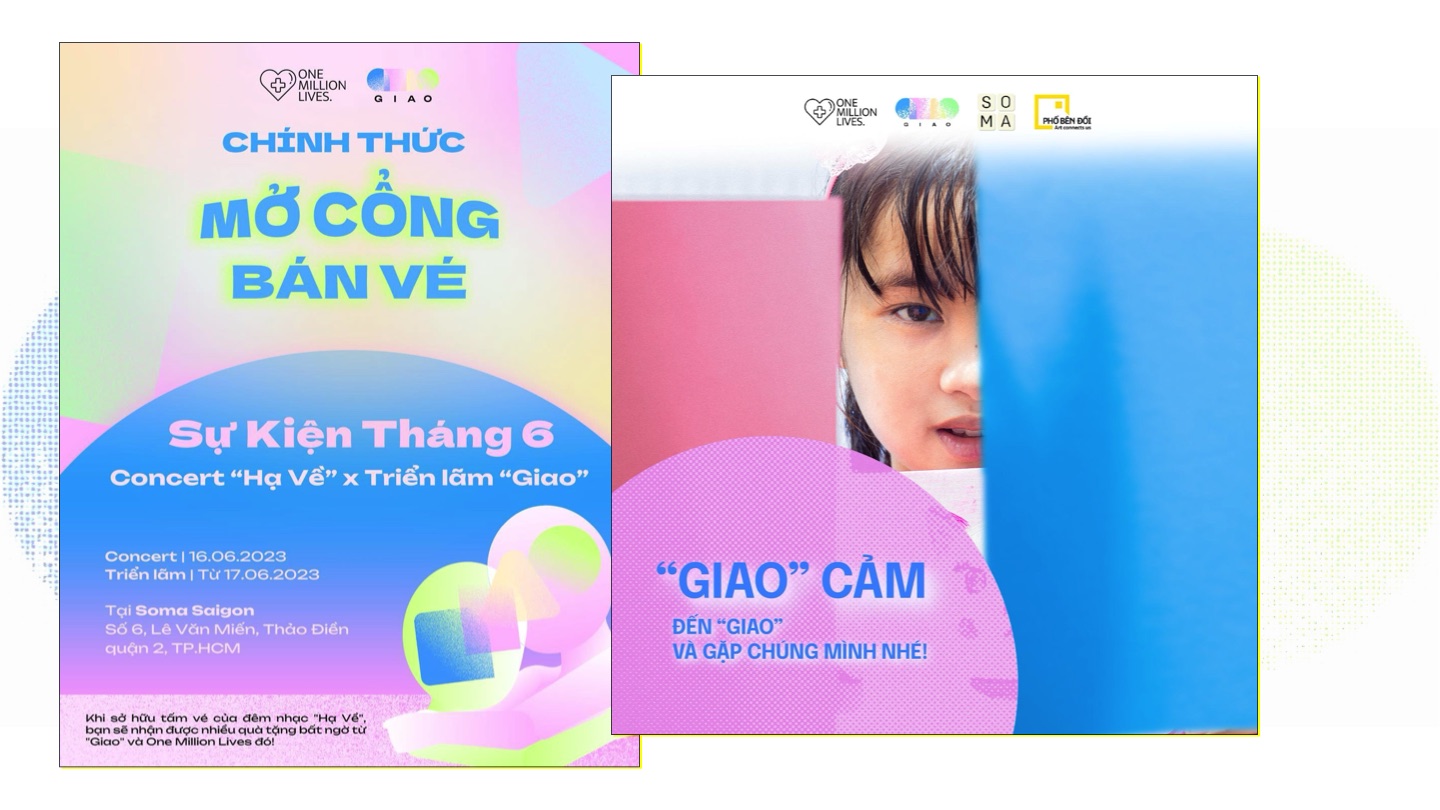 ONE
MILLION
LIVES.
GIAO
CHÍNH THỨC
MỞ CỔNG
BÁN VÉ
Sự Kiện Tháng 6
Concert “Hạ Về” x Triển lãm “Giao”
Concert | 16.06.2023
Triển lãm | Từ 17.06.2023
Tại Soma Saigon
Số 6, Lê Văn Miến, Thảo Điền
quận 2, TP.HCM
Khi sở hữu tấm vé của đêm nhạc "Hạ Về",
bạn sẽ nhận được nhiều quà tặng bất ngờ từ
"Giao" và One Million Lives đó!
ONE
MILLION
LIVES.
GIAO
SO
MA
PHỐ BÊN ĐỒI
Art connects us
“GIAO” CẢM
ĐẾN “GIAO”
VÀ GẶP CHÚNG MÌNH NHÉ!